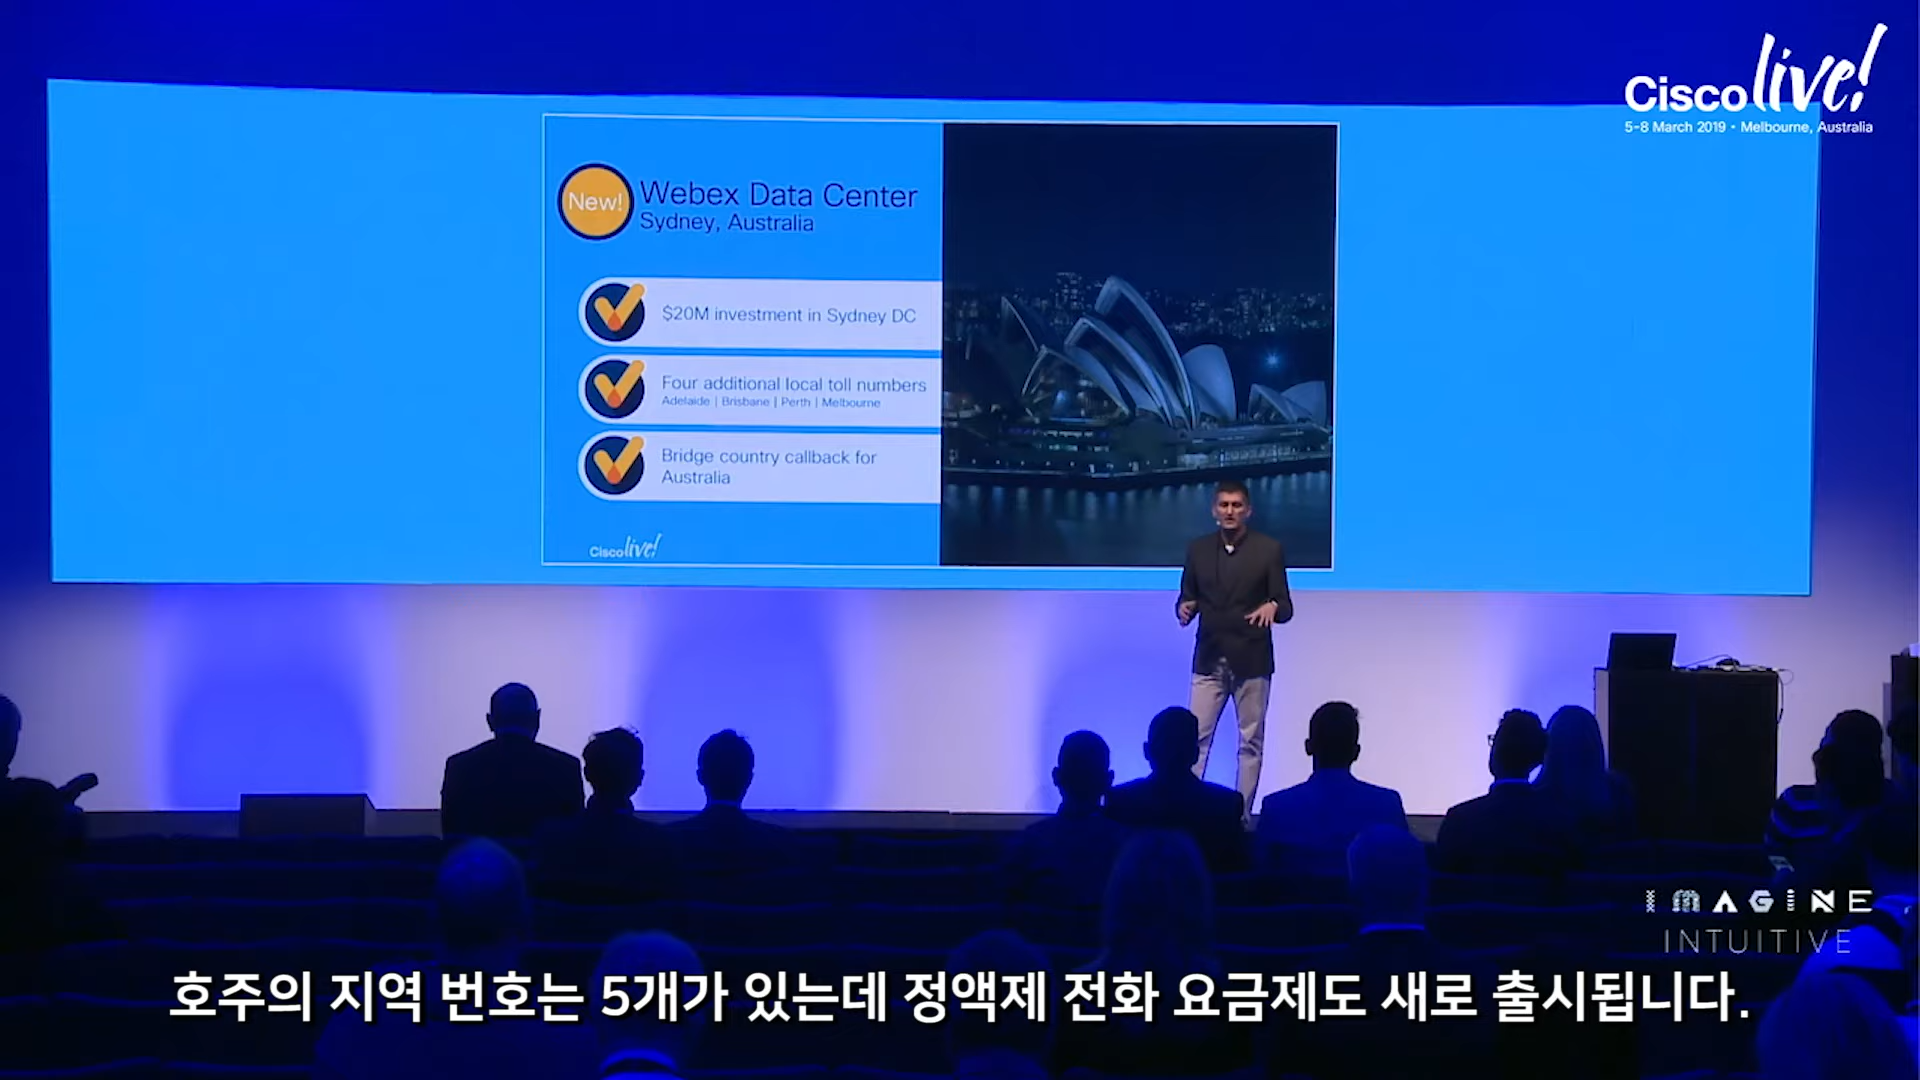 Cisco live!
5-8 March 2019 • Melbourne, Australia
New!
Webex Data Center
Sydney, Australia
$20M investment in Sydney DC
Four additional local toll numbers
Adelaide | Brisbane | Perth | Melbourne
Bridge country callback for
Australia
Cisco live!
IMAGINE
INTUITIVE
호주의 지역 번호는 5개가 있는데 정액제 전화 요금제도 새로 출시됩니다.